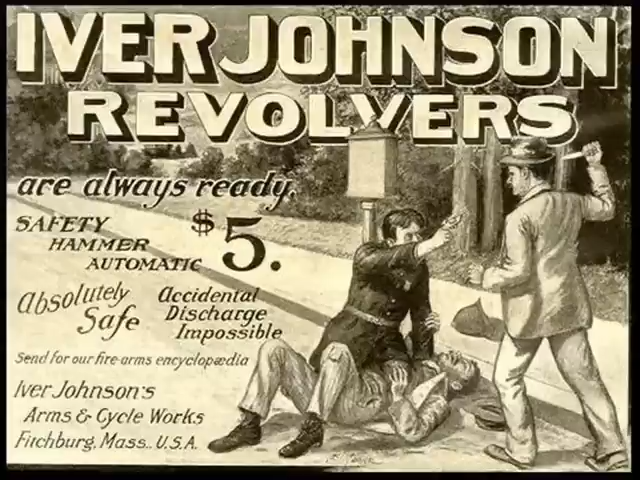 IVER JOHNSON
REVOLVERS
are always ready.
SAFETY
HAMMER
AUTOMATIC
$5.
Absolutely
Safe
Accidental
Discharge
Impossible
Send for our fire-arms encyclopædia
Iver Johnson's
Arms & Cycle Works
Fitchburg, Mass.. U.S.A.